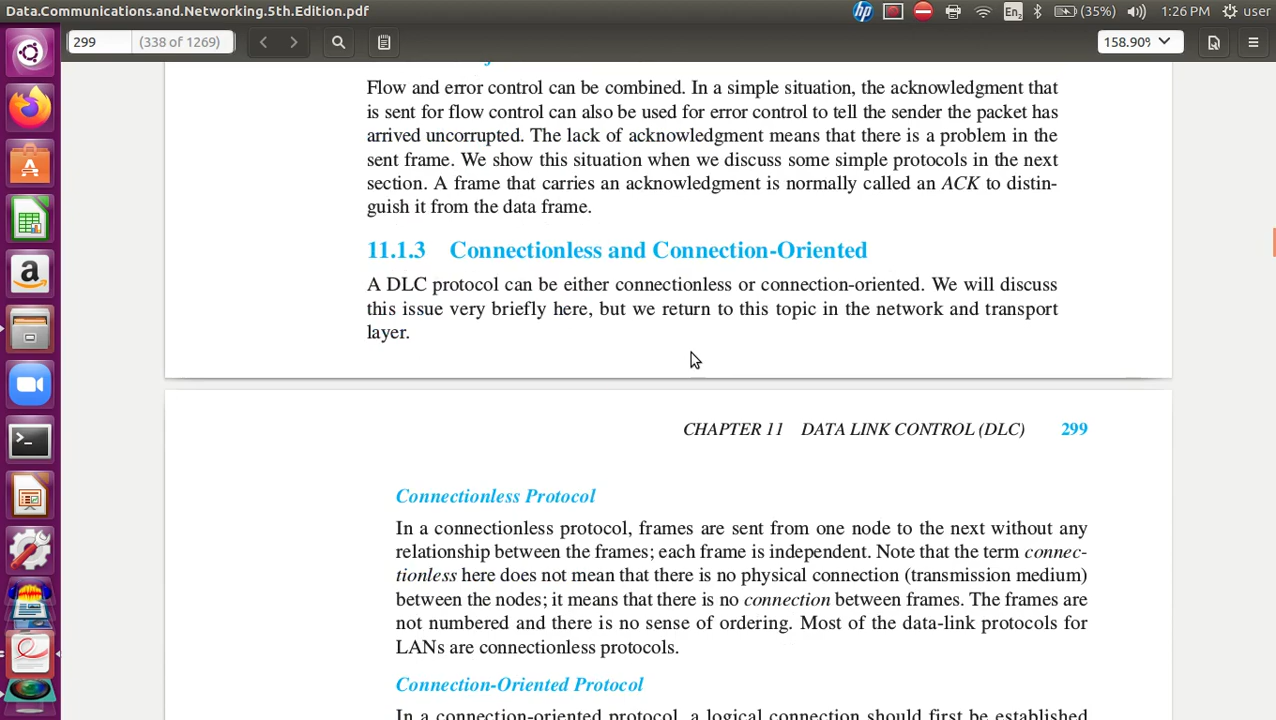 Data.Communications.and.Networking.5th.Edition.pdf
En2
(35%)
1:26 PM
user
299
(338 of 1269)
158.90%
Flow and error control can be combined. In a simple situation, the acknowledgment that
is sent for flow control can also be used for error control to tell the sender the packet has
arrived uncorrupted. The lack of acknowledgment means that there is a problem in the
sent frame. We show this situation when we discuss some simple protocols in the next
section. A frame that carries an acknowledgment is normally called an ACK to distin-
guish it from the data frame.
11.1.3 Connectionless and Connection-Oriented
A DLC protocol can be either connectionless or connection-oriented. We will discuss
this issue very briefly here, but we return to this topic in the network and transport
layer.
CHAPTER 11 DATA LINK CONTROL (DLC) 299
Connectionless Protocol
In a connectionless protocol, frames are sent from one node to the next without any
relationship between the frames; each frame is independent. Note that the term connec-
tionless here does not mean that there is no physical connection (transmission medium)
between the nodes; it means that there is no connection between frames. The frames are
not numbered and there is no sense of ordering. Most of the data-link protocols for
LANs are connectionless protocols.
Connection-Oriented Protocol
In a connection-oriented protocol, a logical connection should first be established